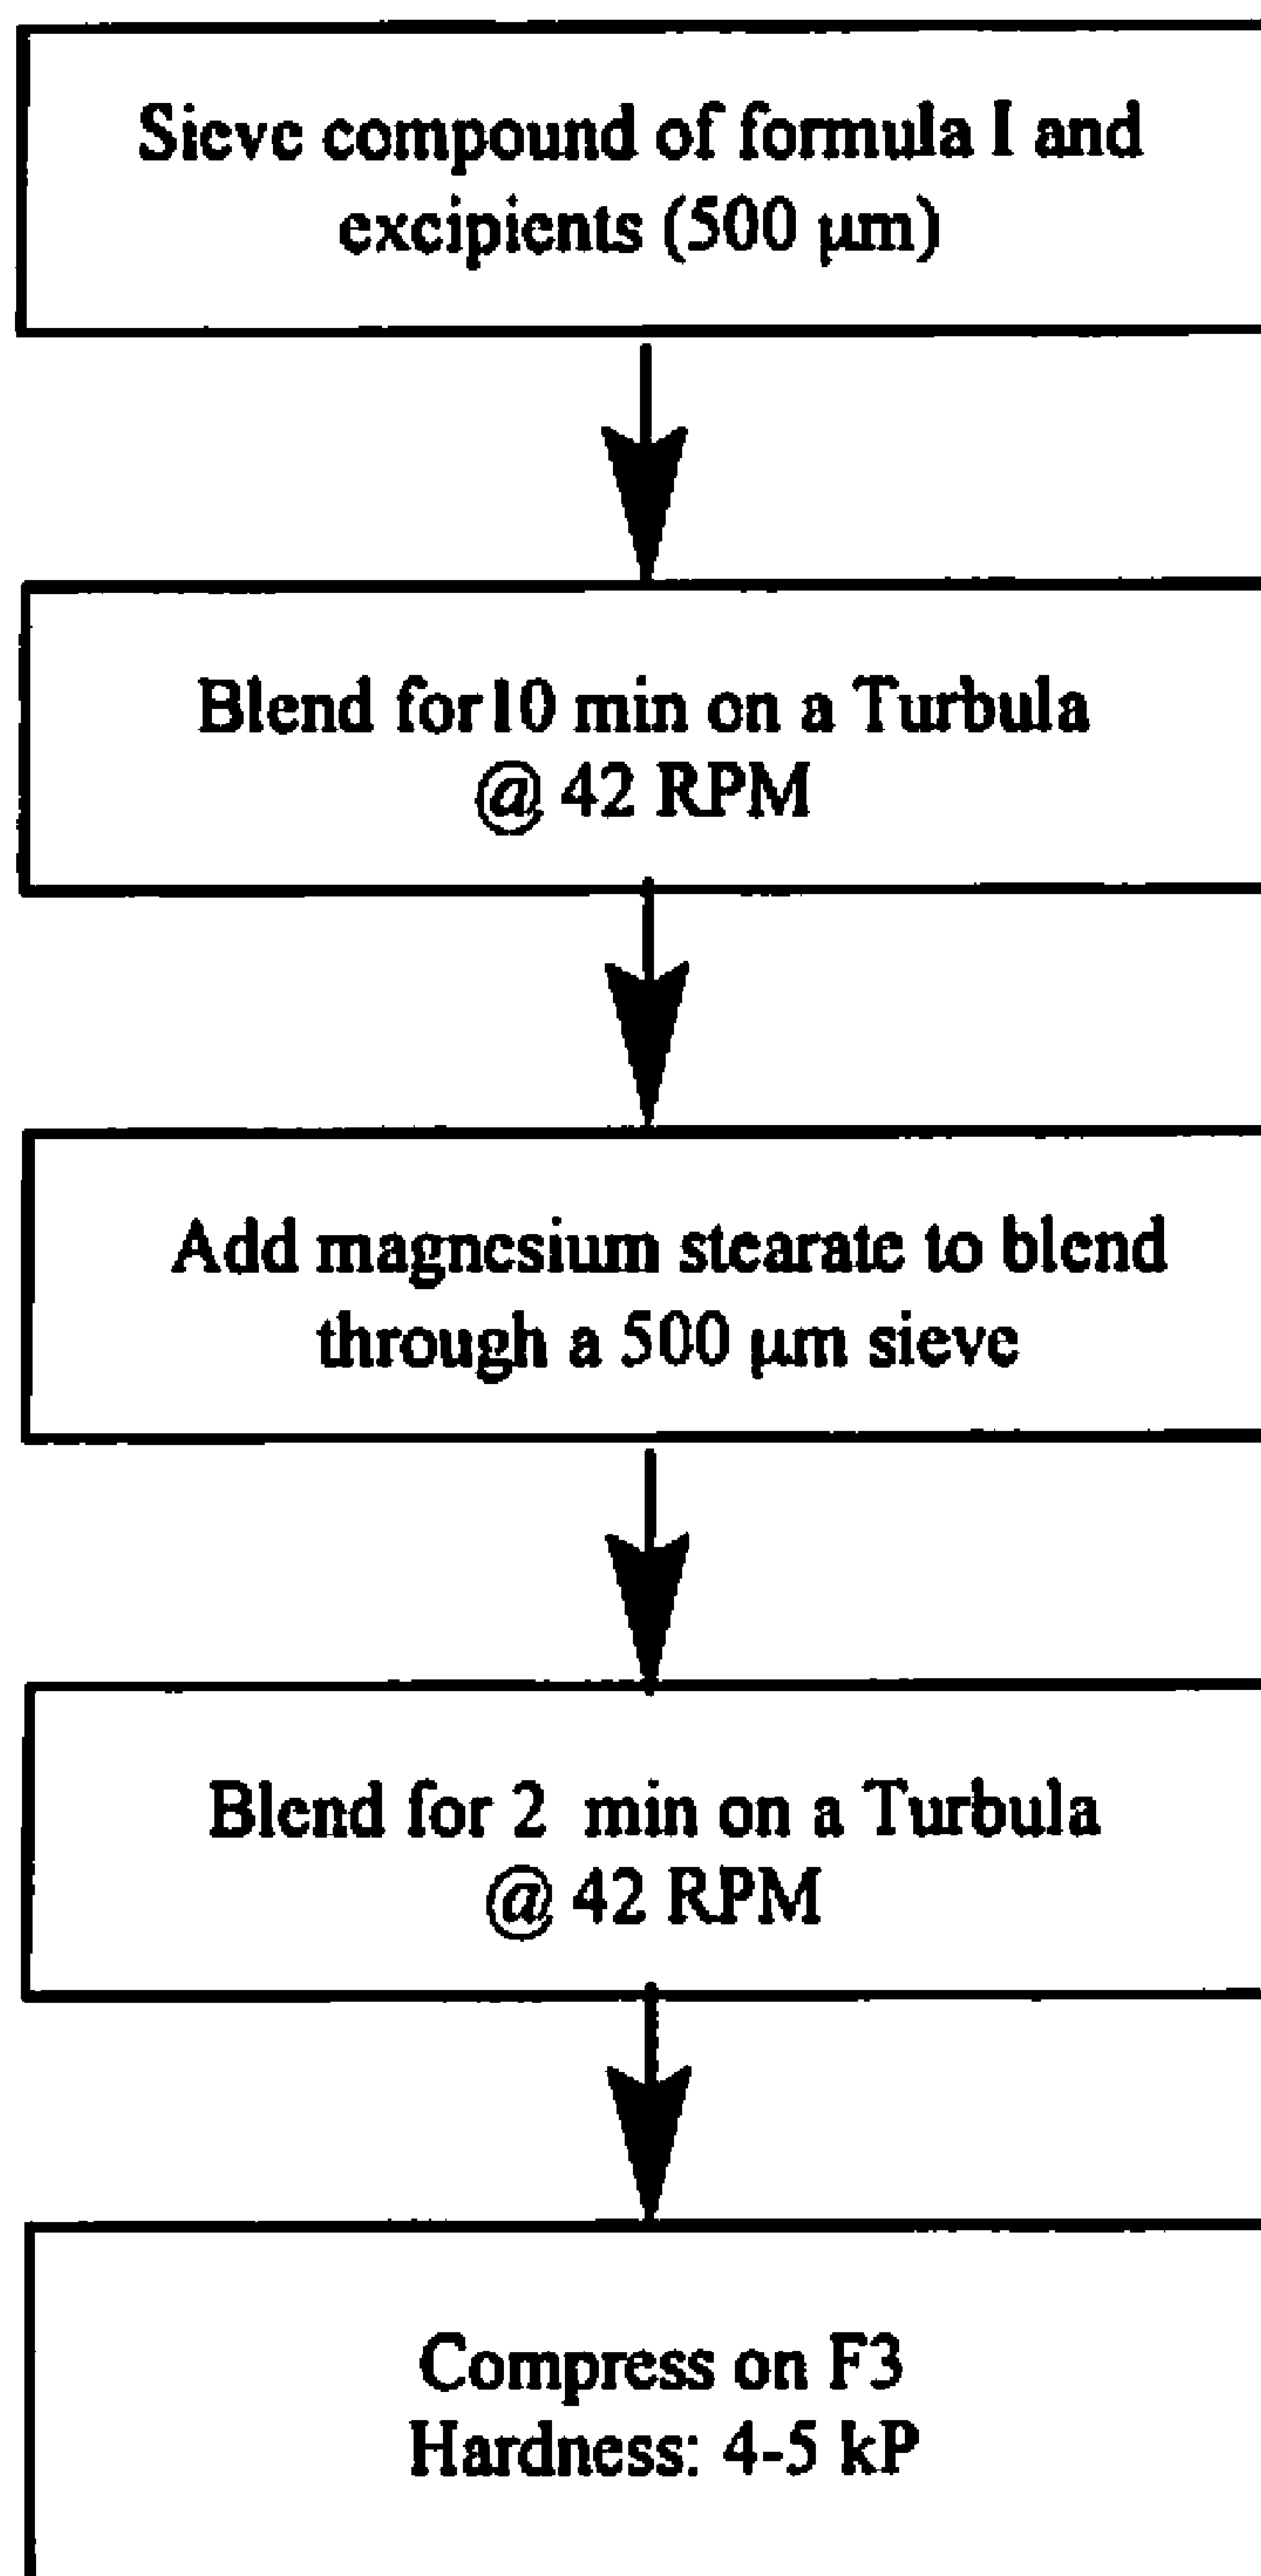 Sieve compound of formula I and
excipients (500 µm)
Blend for10 min on a Turbula
@ 42 RPM
Add magnesium stearate to blend
through a 500 µm sieve
Blend for 2 min on a Turbula
@ 42 RPM
Compress on F3
Hardness: 4-5 kP